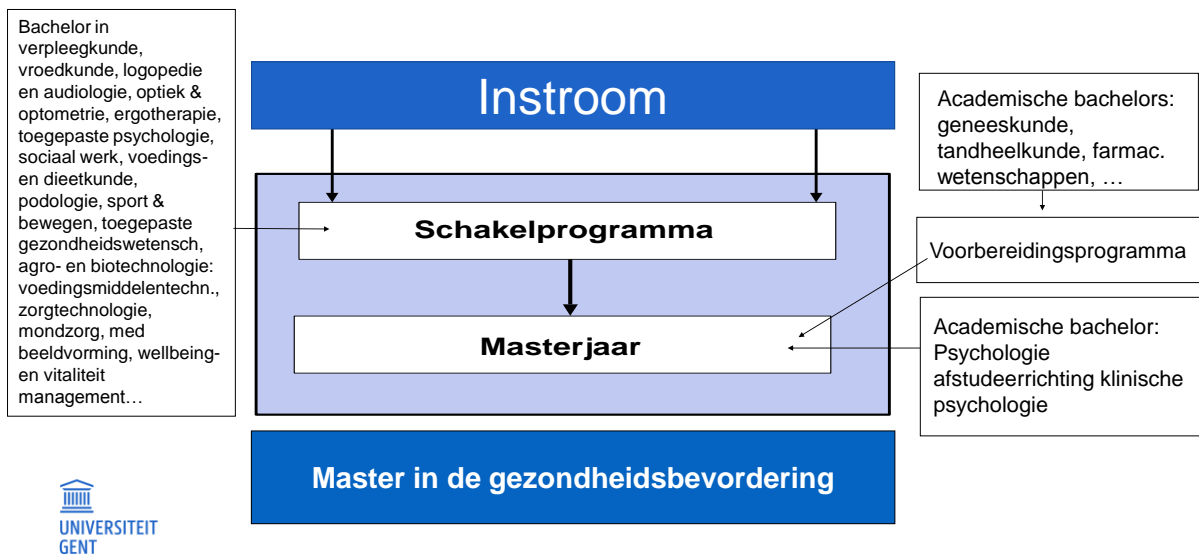 Bachelor in
verpleegkunde,
vroedkunde, logopedie
en audiologie, optiek &
optometrie, ergotherapie,
toegepaste psychologie,
sociaal werk, voedings-
en dieetkunde,
podologie, sport &
bewegen, toegepaste
gezondheidswetensch,
agro- en biotechnologie:
voedingsmiddelentechn.,
zorgtechnologie,
mondzorg, med
beeldvorming, wellbeing-
en vitaliteit
management…
Instroom
Schakelprogramma
Masterjaar
Master in de gezondheidsbevordering
Academische bachelors:
geneeskunde,
tandheelkunde, farmac.
wetenschappen, …
Voorbereidingsprogramma
Academische bachelor:
Psychologie
afstudeerrichting klinische
psychologie
UNIVERSITEIT
GENT